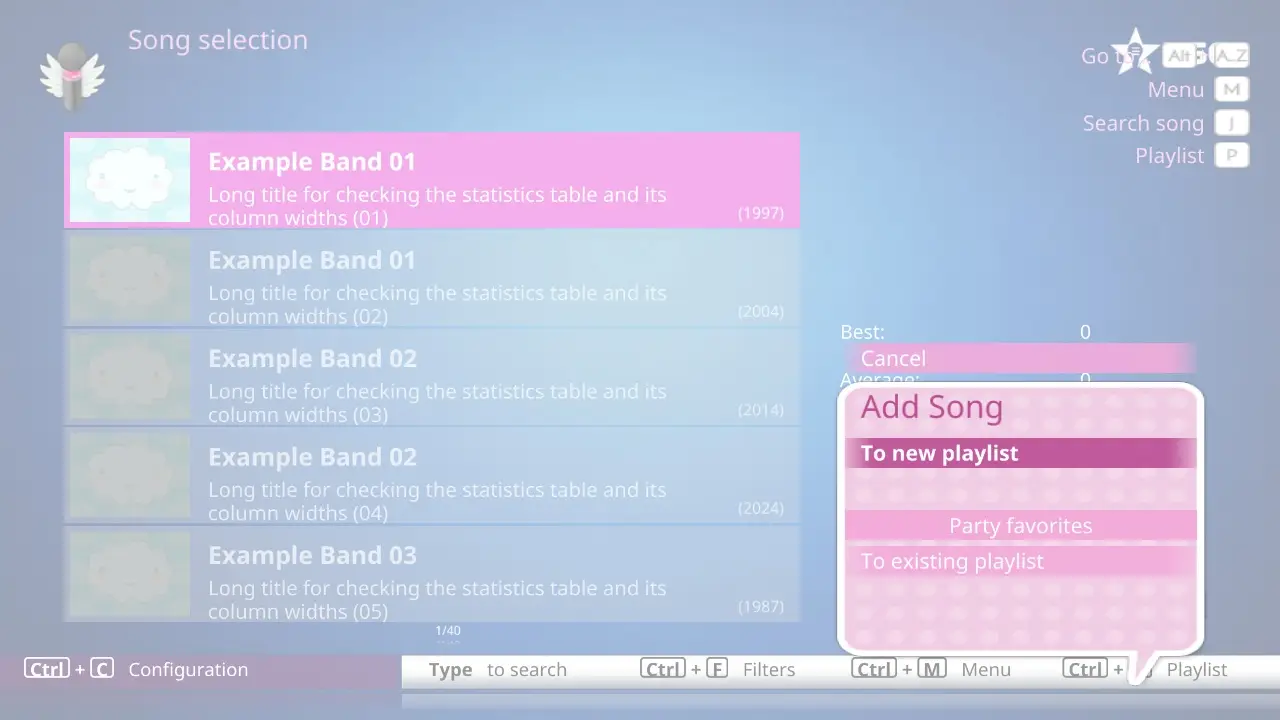 Song selection
Go to
Alt
A..Z
Menu M
Search song J
Playlist P
Example Band 01
Long title for checking the statistics table and its
column widths (01)
(1997)
Example Band 01
Long title for checking the statistics table and its
column widths (02)
(2004)
Example Band 02
Long title for checking the statistics table and its
column widths (03)
(2014)
Example Band 02
Long title for checking the statistics table and its
column widths (04)
(2024)
Example Band 03
Long title for checking the statistics table and its
column widths (05)
(1987)
1/40
Best: 0
Cancel
Average: 0
Add Song
To new playlist
Party favorites
To existing playlist
Ctrl + C Configuration
Type to search
Ctrl + F Filters
Ctrl + M Menu
Ctrl + Playlist